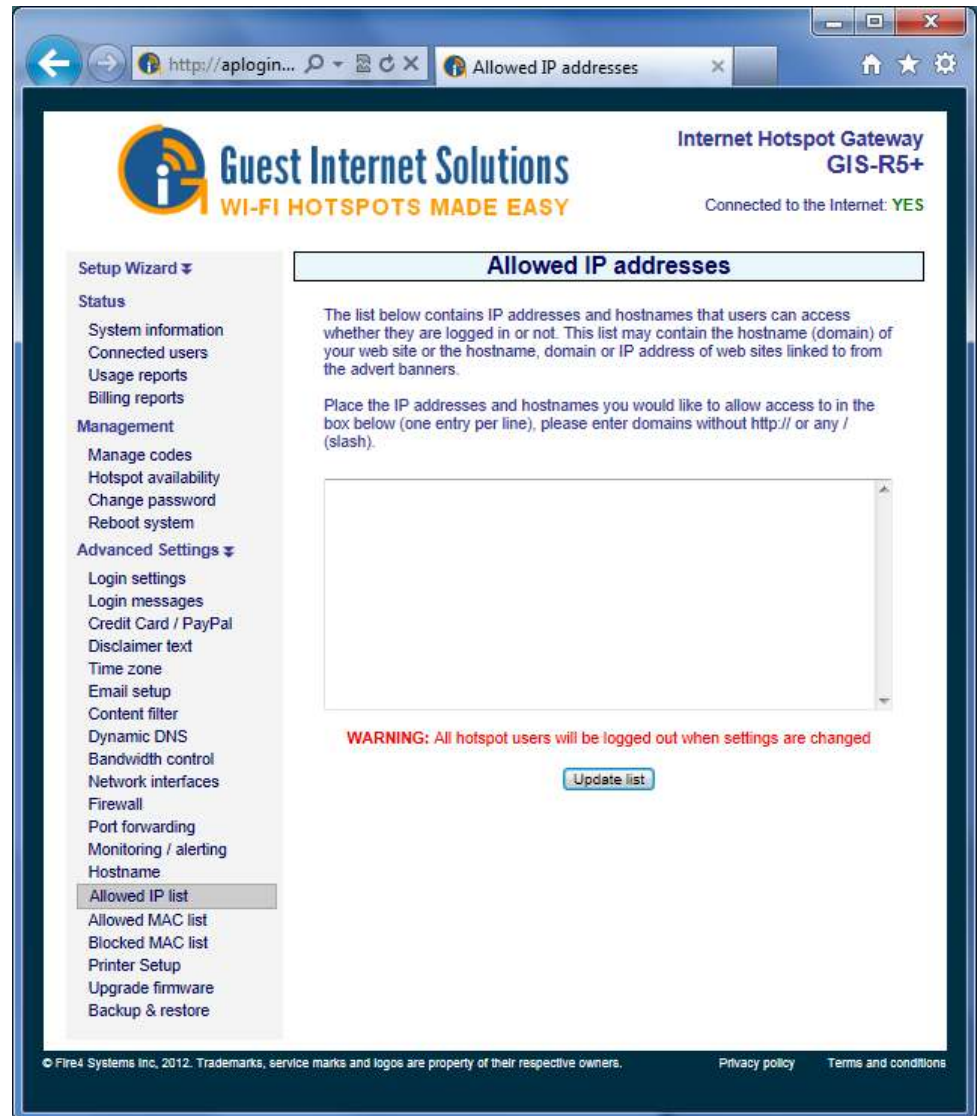 http://aplogin...
Allowed IP addresses
Guest Internet Solutions
WI-FI HOTSPOTS MADE EASY
Internet Hotspot Gateway
GIS-R5+
Connected to the Internet: YES
Setup Wizard
Status
System information
Connected users
Usage reports
Billing reports
Management
Manage codes
Hotspot availability
Change password
Reboot system
Advanced Settings
Login settings
Login messages
Credit Card / PayPal
Disclaimer text
Time zone
Email setup
Content filter
Dynamic DNS
Bandwidth control
Network interfaces
Firewall
Port forwarding
Monitoring / alerting
Hostname
Allowed IP list
Allowed MAC list
Blocked MAC list
Printer Setup
Upgrade firmware
Backup & restore
Allowed IP addresses
The list below contains IP addresses and hostnames that users can access
whether they are logged in or not. This list may contain the hostname (domain) of
your web site or the hostname, domain or IP address of web sites linked to from
the advert banners.
Place the IP addresses and hostnames you would like to allow access to in the
box below (one entry per line), please enter domains without http:// or any /
(slash).
WARNING: All hotspot users will be logged out when settings are changed
Update list
© Fire4 Systems Inc, 2012. Trademarks, service marks and logos are property of their respective owners.
Privacy policy
Terms and conditions